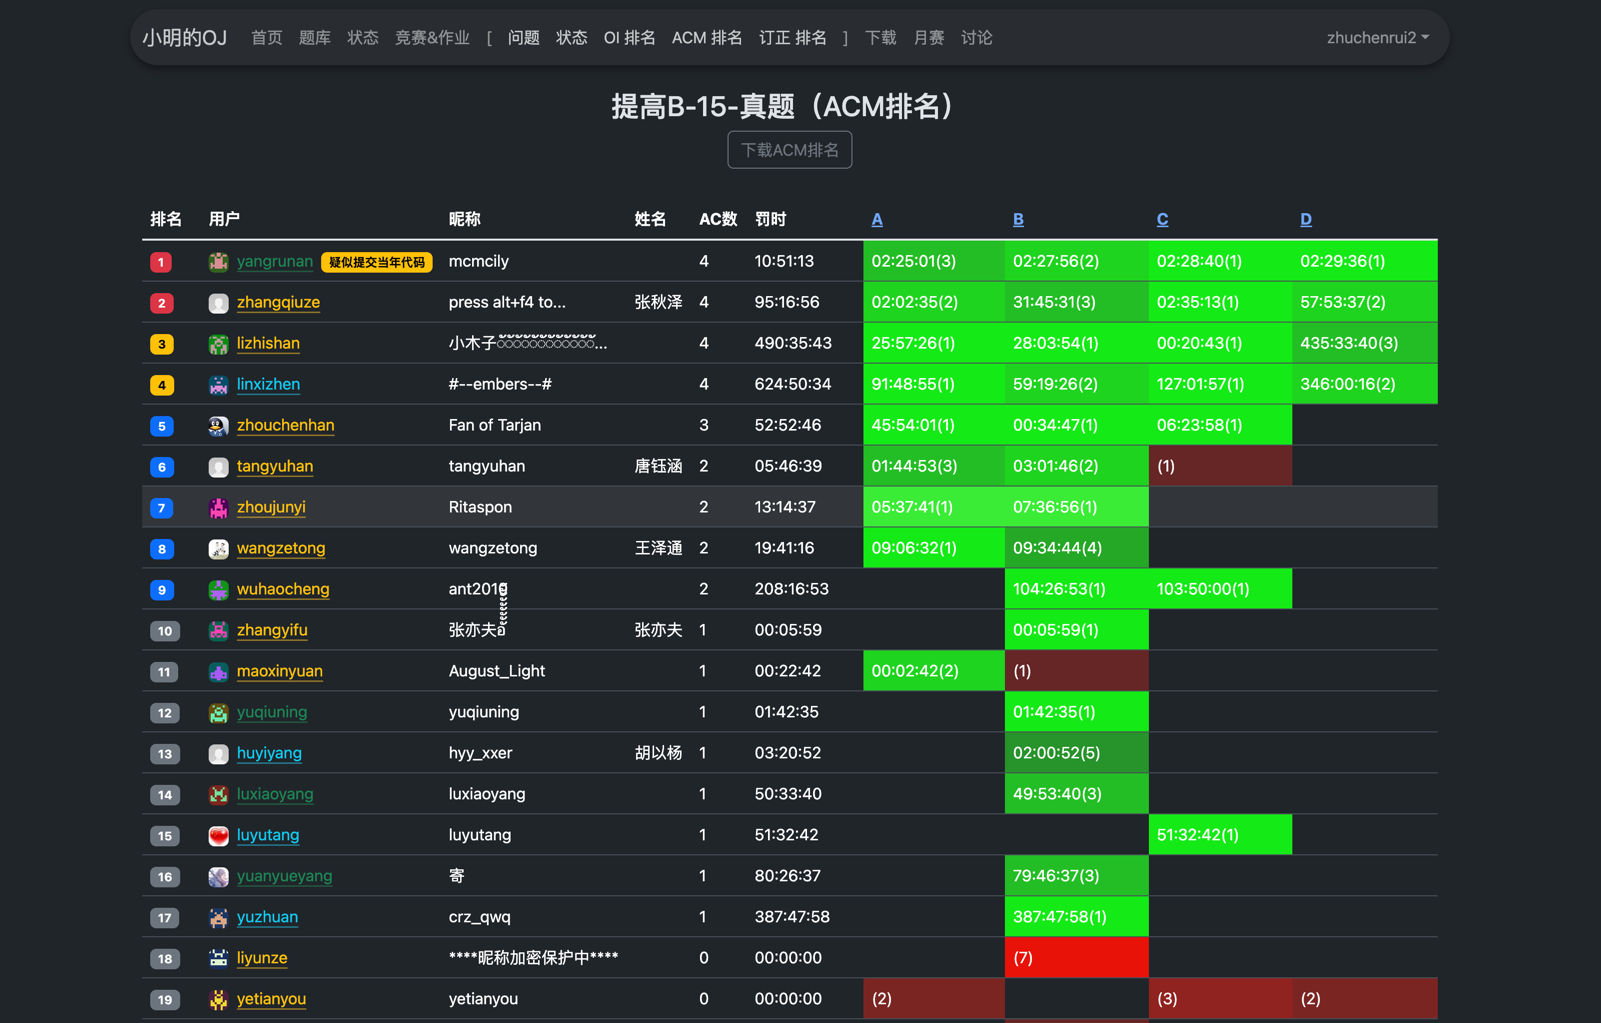 小明的OJ 首页 题库 状态 竞赛&作业 [ 问题 状态 OI 排名 ACM 排名 订正 排名 ] 下载 月赛 讨论 zhuchenrui2
提高B-15-真题（ACM排名）
下载ACM排名
排名 用户 昵称 姓名 AC数 罚时 A B C D
1 yangrunan 疑似提交当年代码 mcmcily 4 10:51:13 02:25:01(3) 02:27:56(2) 02:28:40(1) 02:29:36(1)
2 zhangqiuze press alt+f4 to... 张秋泽 4 95:16:56 02:02:35(2) 31:45:31(3) 02:35:13(1) 57:53:37(2)
3 lizhishan 小木子... 4 490:35:43 25:57:26(1) 28:03:54(1) 00:20:43(1) 435:33:40(3)
4 linxizhen #--embers--# 4 624:50:34 91:48:55(1) 59:19:26(2) 127:01:57(1) 346:00:16(2)
5 zhouchenhan Fan of Tarjan 3 52:52:46 45:54:01(1) 00:34:47(1) 06:23:58(1)
6 tangyuhan tangyuhan 唐钰涵 2 05:46:39 01:44:53(3) 03:01:46(2) (1)
7 zhoujunyi Ritaspon 2 13:14:37 05:37:41(1) 07:36:56(1)
8 wangzetong wangzetong 王泽通 2 19:41:16 09:06:32(1) 09:34:44(4)
9 wuhaocheng 2 208:16:53 104:26:53(1) 103:50:00(1)
10 zhangyifu 张亦夫 张亦夫 1 00:05:59 00:05:59(1)
11 maoxinyuan August_Light 1 00:22:42 00:02:42(2) (1)
12 yuqiuning yuqiuning 1 01:42:35 01:42:35(1)
13 huyiyang hyy_xxer 胡以杨 1 03:20:52 02:00:52(5)
14 luxiaoyang luxiaoyang 1 50:33:40 49:53:40(3)
15 luyutang luyutang 1 51:32:42 51:32:42(1)
16 yuanyueyang 寄 1 80:26:37 79:46:37(3)
17 yuzhuan crz_qwq 1 387:47:58 387:47:58(1)
18 liyunze ****昵称加密保护中**** 0 00:00:00 (7)
19 yetianyou yetianyou 0 00:00:00 (2) (3) (2)